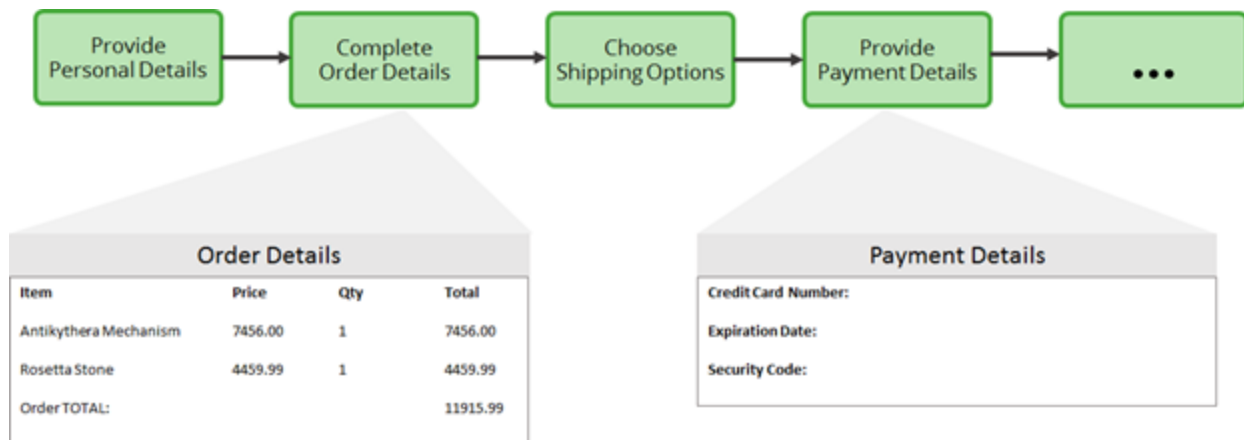 Provide
Personal Details
Complete
Order Details
Choose
Shipping Options
Provide
Payment Details
...
Order Details
Item Price Qty Total
Antikythera Mechanism 7456.00 1 7456.00
Rosetta Stone 4459.99 1 4459.99
Order TOTAL: 11915.99
Payment Details
Credit Card Number:
Expiration Date:
Security Code: